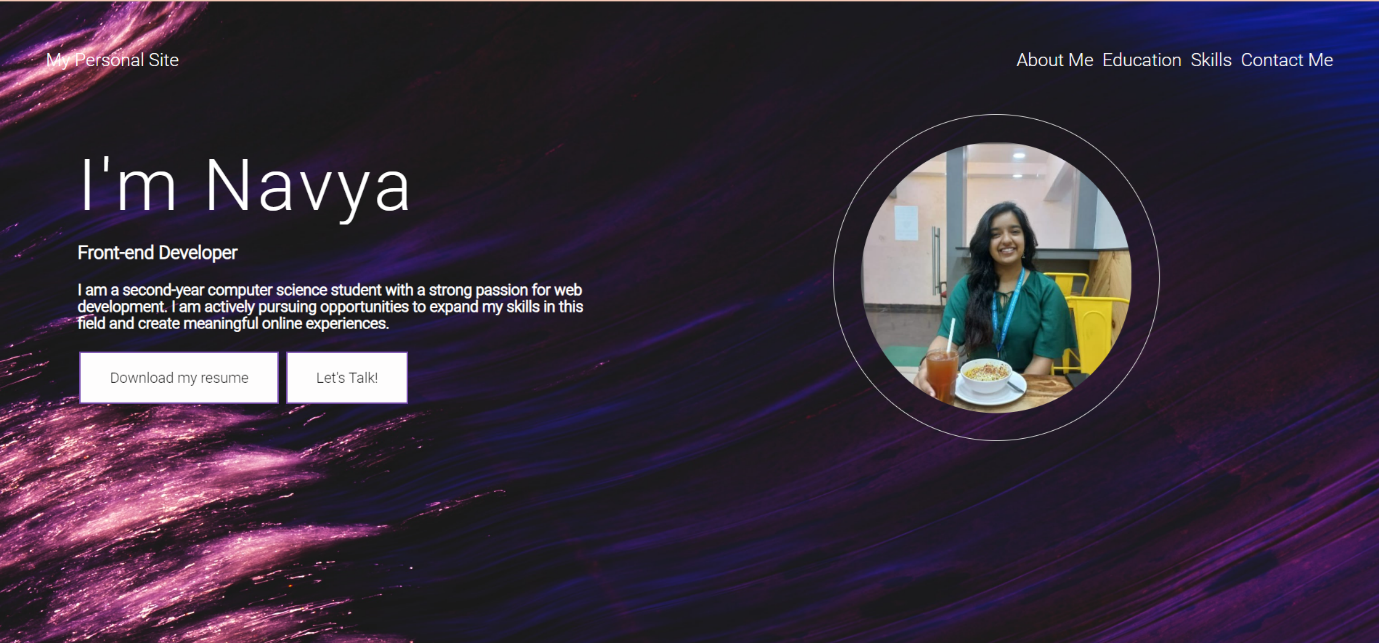 My Personal Site
About Me Education Skills Contact Me
I'm Navya
Front-end Developer
I am a second-year computer science student with a strong passion for web
development. I am actively pursuing opportunities to expand my skills in this
field and create meaningful online experiences.
Download my resume
Let's Talk!